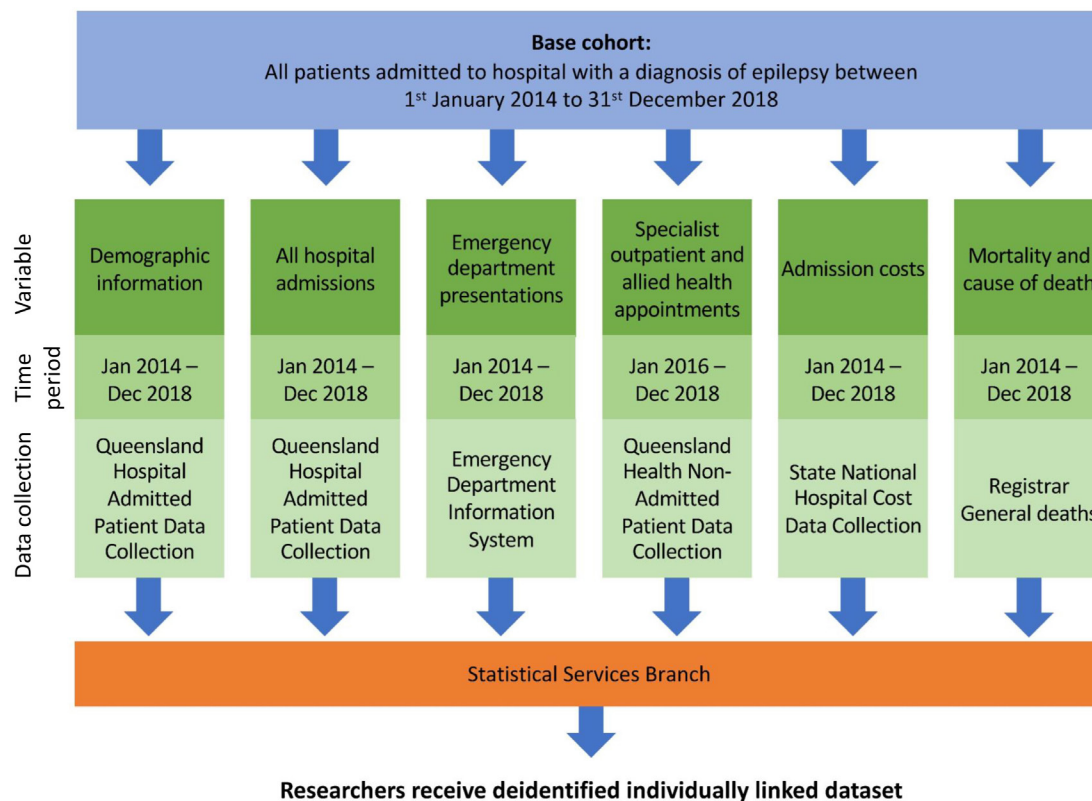 Base cohort:
All patients admitted to hospital with a diagnosis of epilepsy between
1st January 2014 to 31st December 2018
Variable
Demographic
information
All hospital
admissions
Emergency
department
presentations
Specialist
outpatient and
allied health
appointments
Admission costs
Mortality and
cause of death
Time
period
Jan 2014 –
Dec 2018
Jan 2014 –
Dec 2018
Jan 2014 –
Dec 2018
Jan 2016 –
Dec 2018
Jan 2014 –
Dec 2018
Jan 2014 –
Dec 2018
Data collection
Queensland
Hospital
Admitted
Patient Data
Collection
Queensland
Hospital
Admitted
Patient Data
Collection
Emergency
Department
Information
System
Queensland
Health Non-
Admitted
Patient Data
Collection
State National
Hospital Cost
Data Collection
Registrar
General deaths
Statistical Services Branch
Researchers receive deidentified individually linked dataset